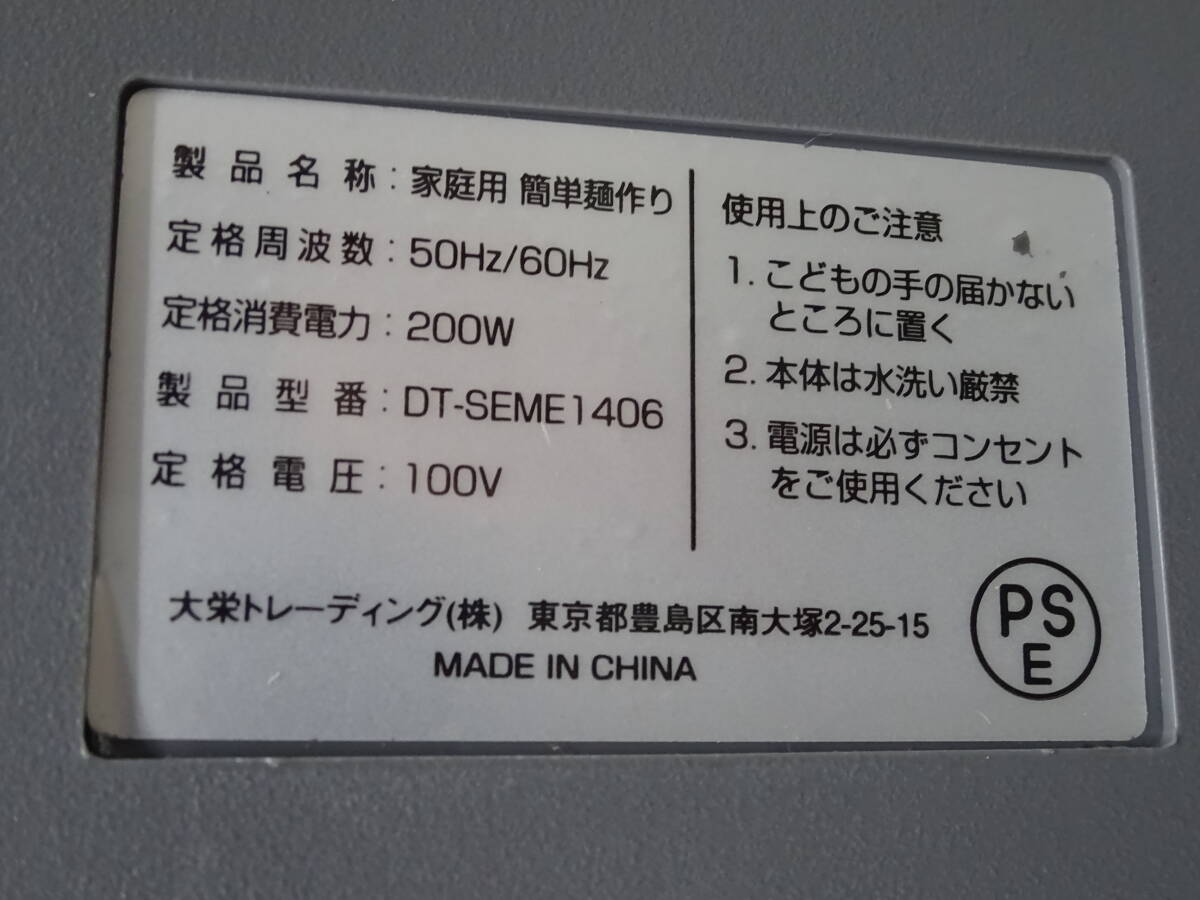 製品名称：家庭用 簡単麺作り
定格周波数：50Hz/60Hz
定格消費電力：200W
製品型番：DT-SEME1406
定格電圧：100V
使用上のご注意
1. こどもの手の届かない
ところに置く
2. 本体は水洗い厳禁
3. 電源は必ずコンセント
をご使用ください
大栄トレーディング(株) 東京都豊島区南大塚2-25-15
MADE IN CHINA
PS
E